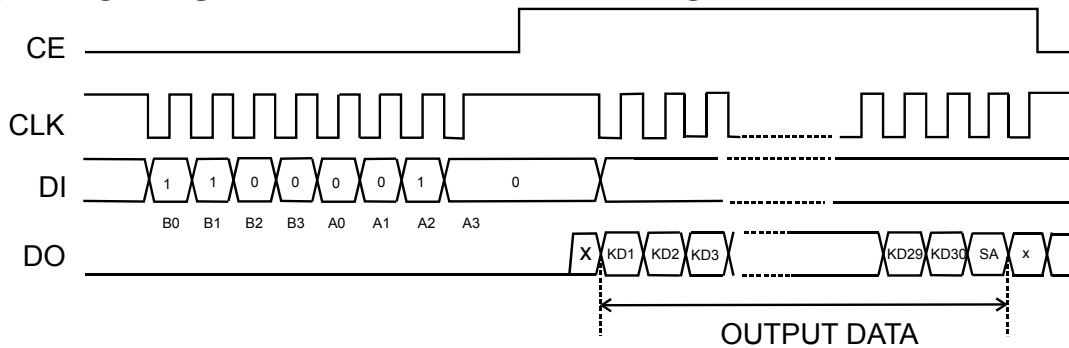 CE
CLK
DI 1 1 0 0 0 0 1 0
B0 B1 B2 B3 A0 A1 A2 A3
DO X KD1 KD2 KD3 KD29 KD30 SA x
OUTPUT DATA